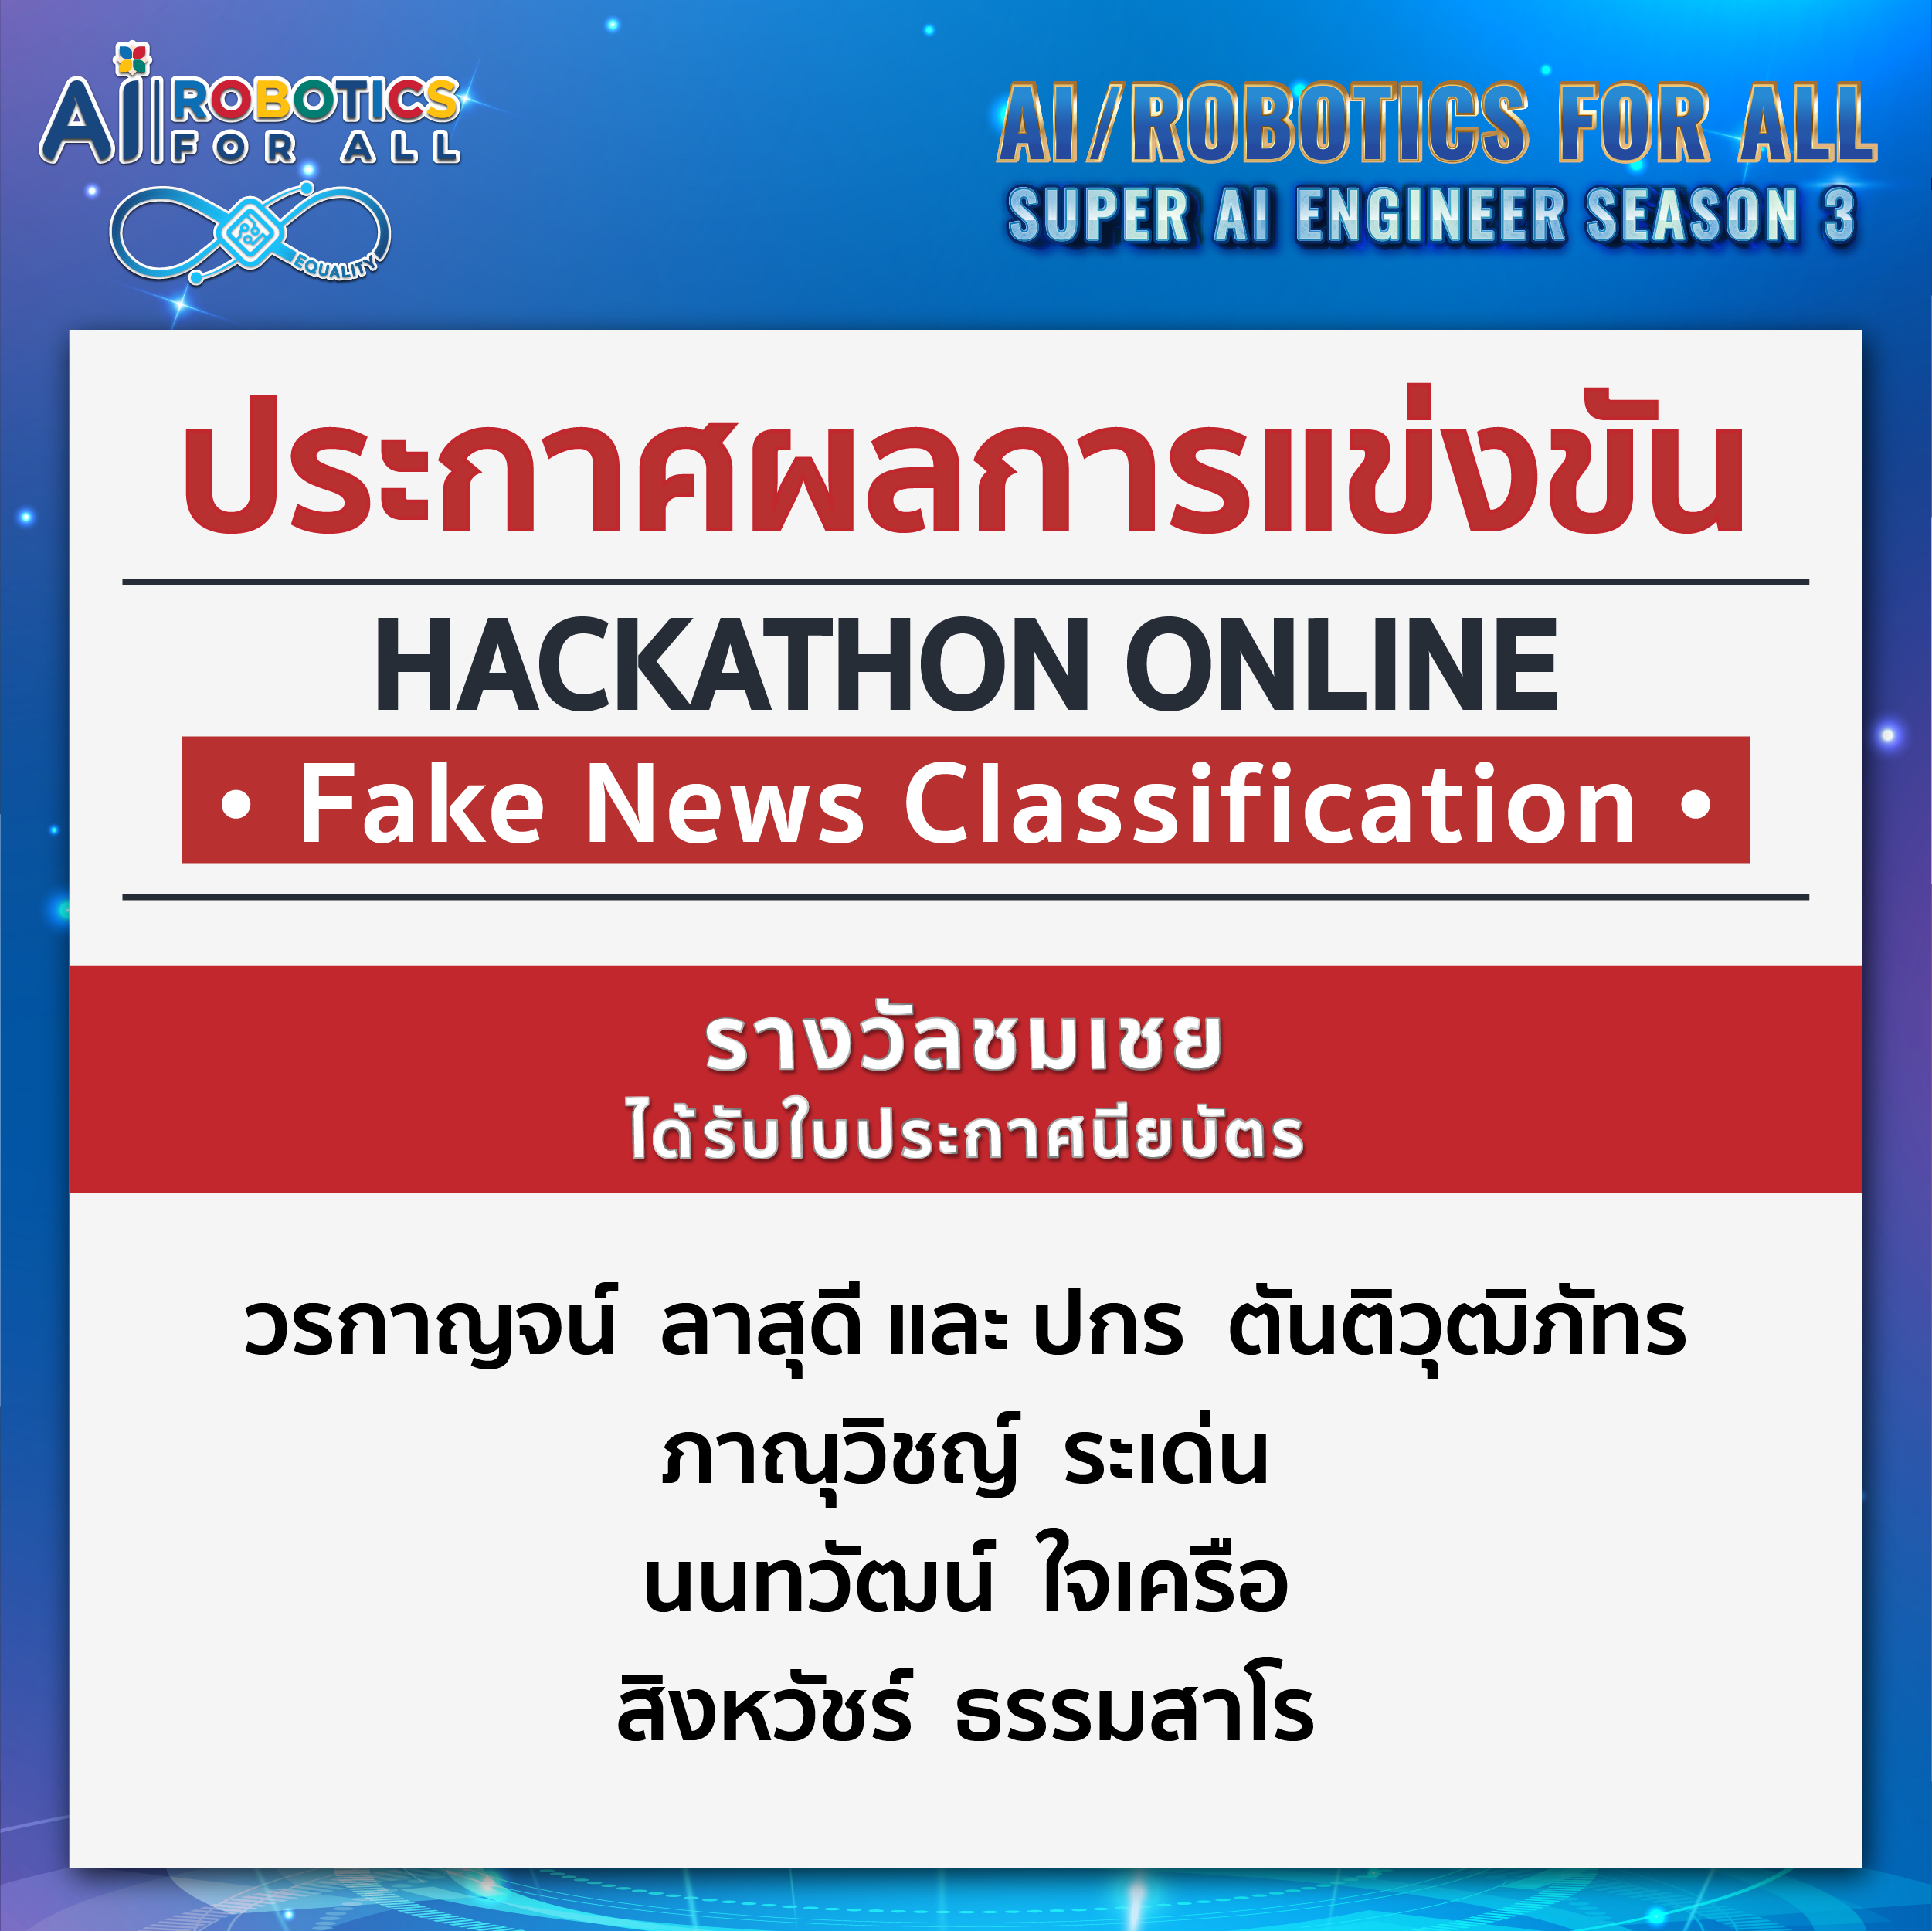 AI ROBOTICS
FOR ALL
EQUALITY
AI/ROBOTICS FOR ALL
SUPER AI ENGINEER SEASON 3
ประกาศผลการแข่งขัน
HACKATHON ONLINE
• Fake News Classification •
รางวัลชมเชย
ได้รับใบประกาศนียบัตร
วรกาญจน์ ลาสุดี และ ปกร ตันติวุฒิภัทร
ภาณุวิชญ์ ระเด่น
นนทวัฒน์ ใจเครือ
สิงหวัชร์ ธรรมสาโร